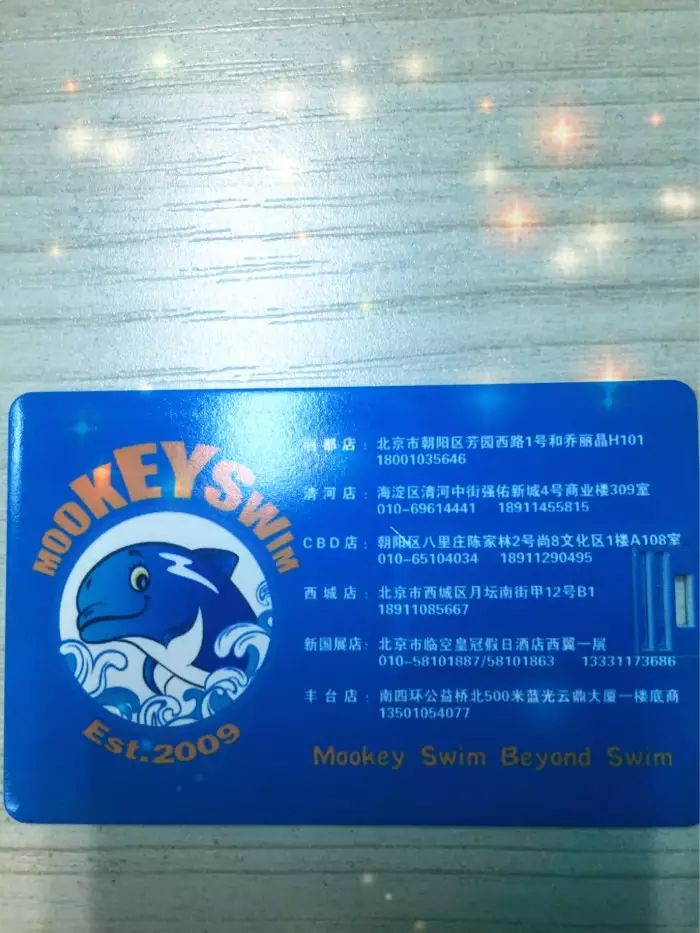 MOOKEYSWIM
Est.2009
都店：北京市朝阳区芳园西路1号和乔丽晶H101
18001035646
清河店：海淀区清河中街强佑新城4号商业楼309室
010-69614441 18911455815
CBD店：朝阳区八里庄陈家林2号尚8文化区1楼A108室
010-65104034 18911290495
西城店：北京市西城区月坛南街甲12号B1
18911085667
新国展店：北京市临空皇冠假日酒店西翼一层
010-58101887/58101863 13331173686
丰台店：南四环公益桥北500米蓝光云鼎大厦一楼底商
13501054077
Mookey Swim Beyond Swim